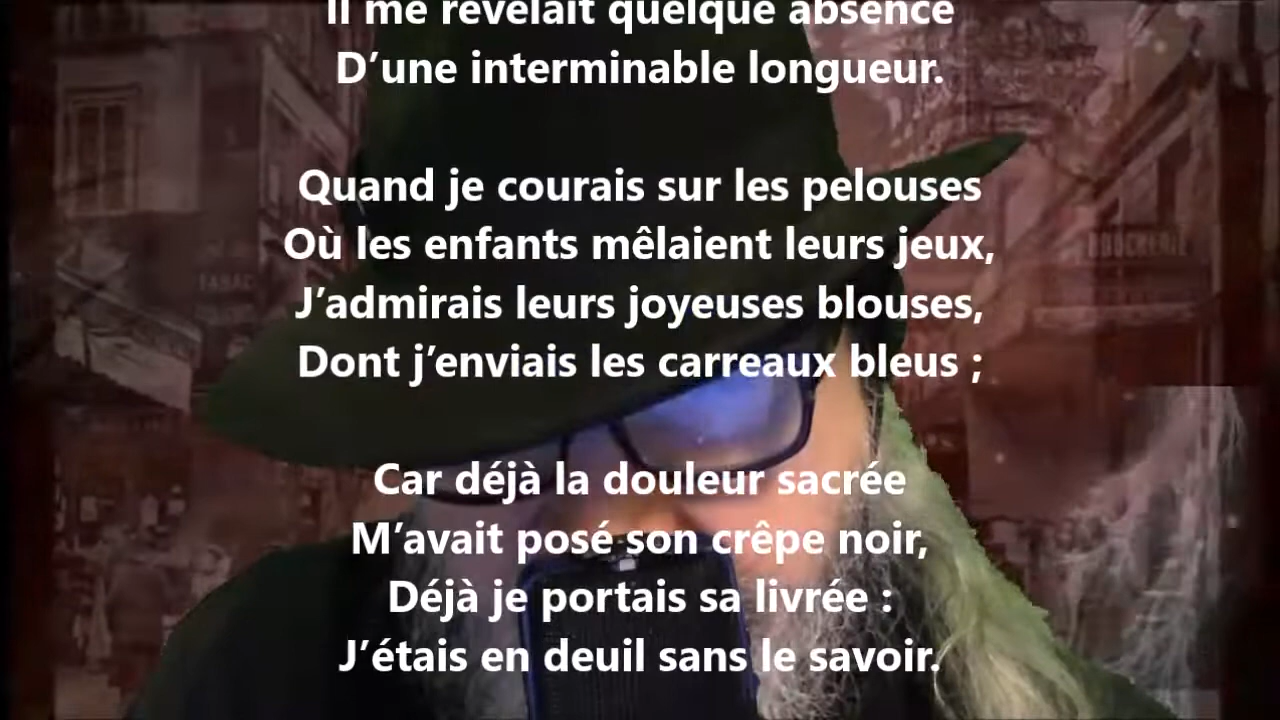 Il me révélait quelque absence
D’une interminable longueur.
Quand je courais sur les pelouses
Où les enfants mêlaient leurs jeux,
J’admirais leurs joyeuses blouses,
Dont j’enviais les carreaux bleus ;
Car déjà la douleur sacrée
M’avait posé son crêpe noir,
Déjà je portais sa livrée :
J’étais en deuil sans le savoir.
TABAC
BOUCHERIE